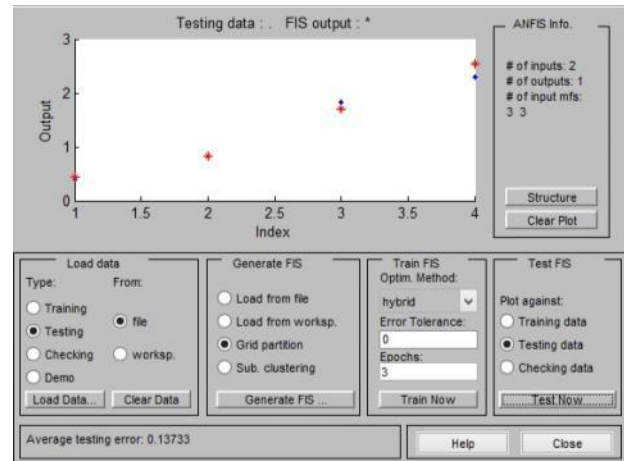 Testing data : .   FIS output : *
3
2
1
0
Output
1
1.5
2
2.5
3
3.5
4
Index
ANFIS Info.
# of inputs: 2
# of outputs: 1
# of input mfs:
3 3
Structure
Clear Plot
Load data
Type:
From:
Training
Testing
Checking
Demo
file
worksp.
Load Data...
Clear Data
Generate FIS
Load from file
Load from worksp.
Grid partition
Sub. clustering
Generate FIS ...
Train FIS
Optim. Method:
hybrid
Error Tolerance:
0
Epochs:
3
Train Now
Test FIS
Plot against:
Training data
Testing data
Checking data
Test Now
Average testing error: 0.13733
Help
Close